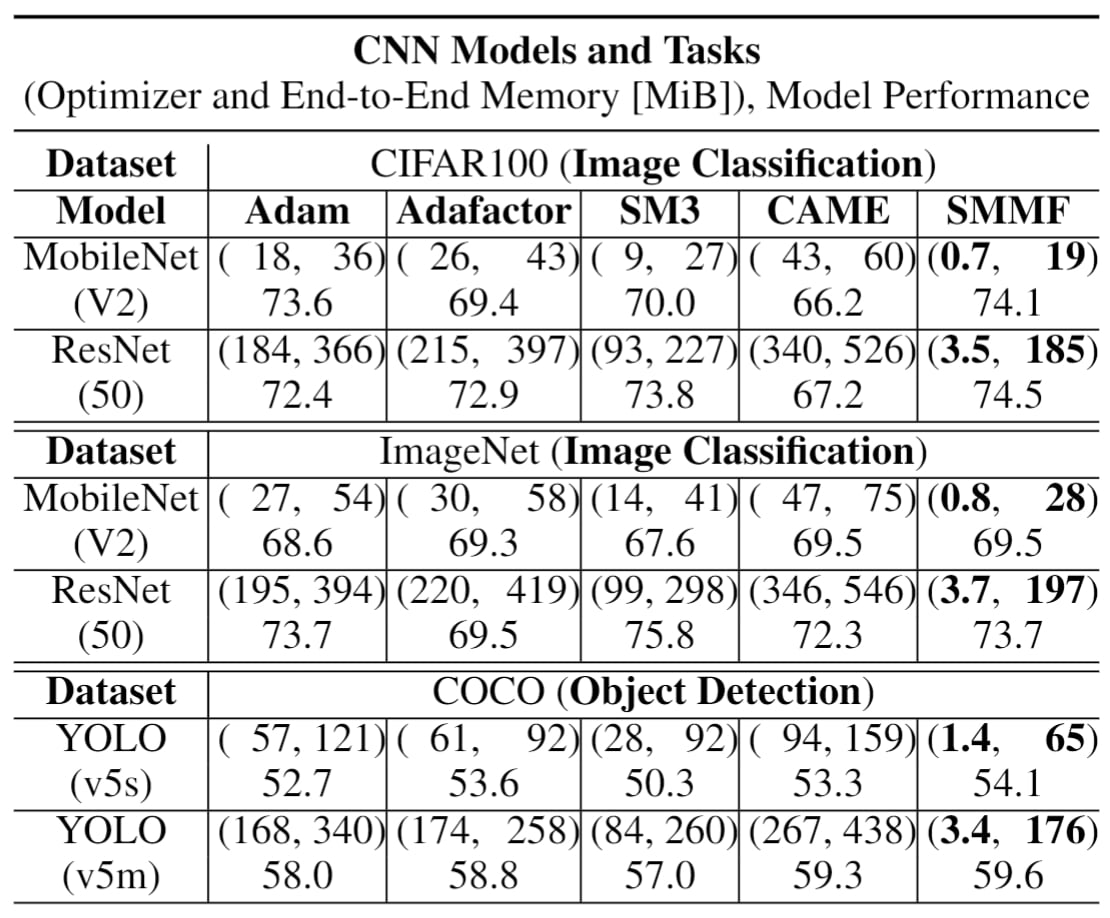 CNN Models and Tasks
(Optimizer and End-to-End Memory [MiB]), Model Performance
Dataset CIFAR100 (Image Classification)
Model Adam Adafactor SM3 CAME SMMF
MobileNet ( 18, 36) ( 26, 43) ( 9, 27) ( 43, 60) (0.7, 19)
(V2) 73.6 69.4 70.0 66.2 74.1
ResNet (184, 366) (215, 397) (93, 227) (340, 526) (3.5, 185)
(50) 72.4 72.9 73.8 67.2 74.5
Dataset ImageNet (Image Classification)
MobileNet ( 27, 54) ( 30, 58) (14, 41) ( 47, 75) (0.8, 28)
(V2) 68.6 69.3 67.6 69.5 69.5
ResNet (195, 394) (220, 419) (99, 298) (346, 546) (3.7, 197)
(50) 73.7 69.5 75.8 72.3 73.7
Dataset COCO (Object Detection)
YOLO ( 57, 121) ( 61, 92) (28, 92) ( 94, 159) (1.4, 65)
(v5s) 52.7 53.6 50.3 53.3 54.1
YOLO (168, 340) (174, 258) (84, 260) (267, 438) (3.4, 176)
(v5m) 58.0 58.8 57.0 59.3 59.6